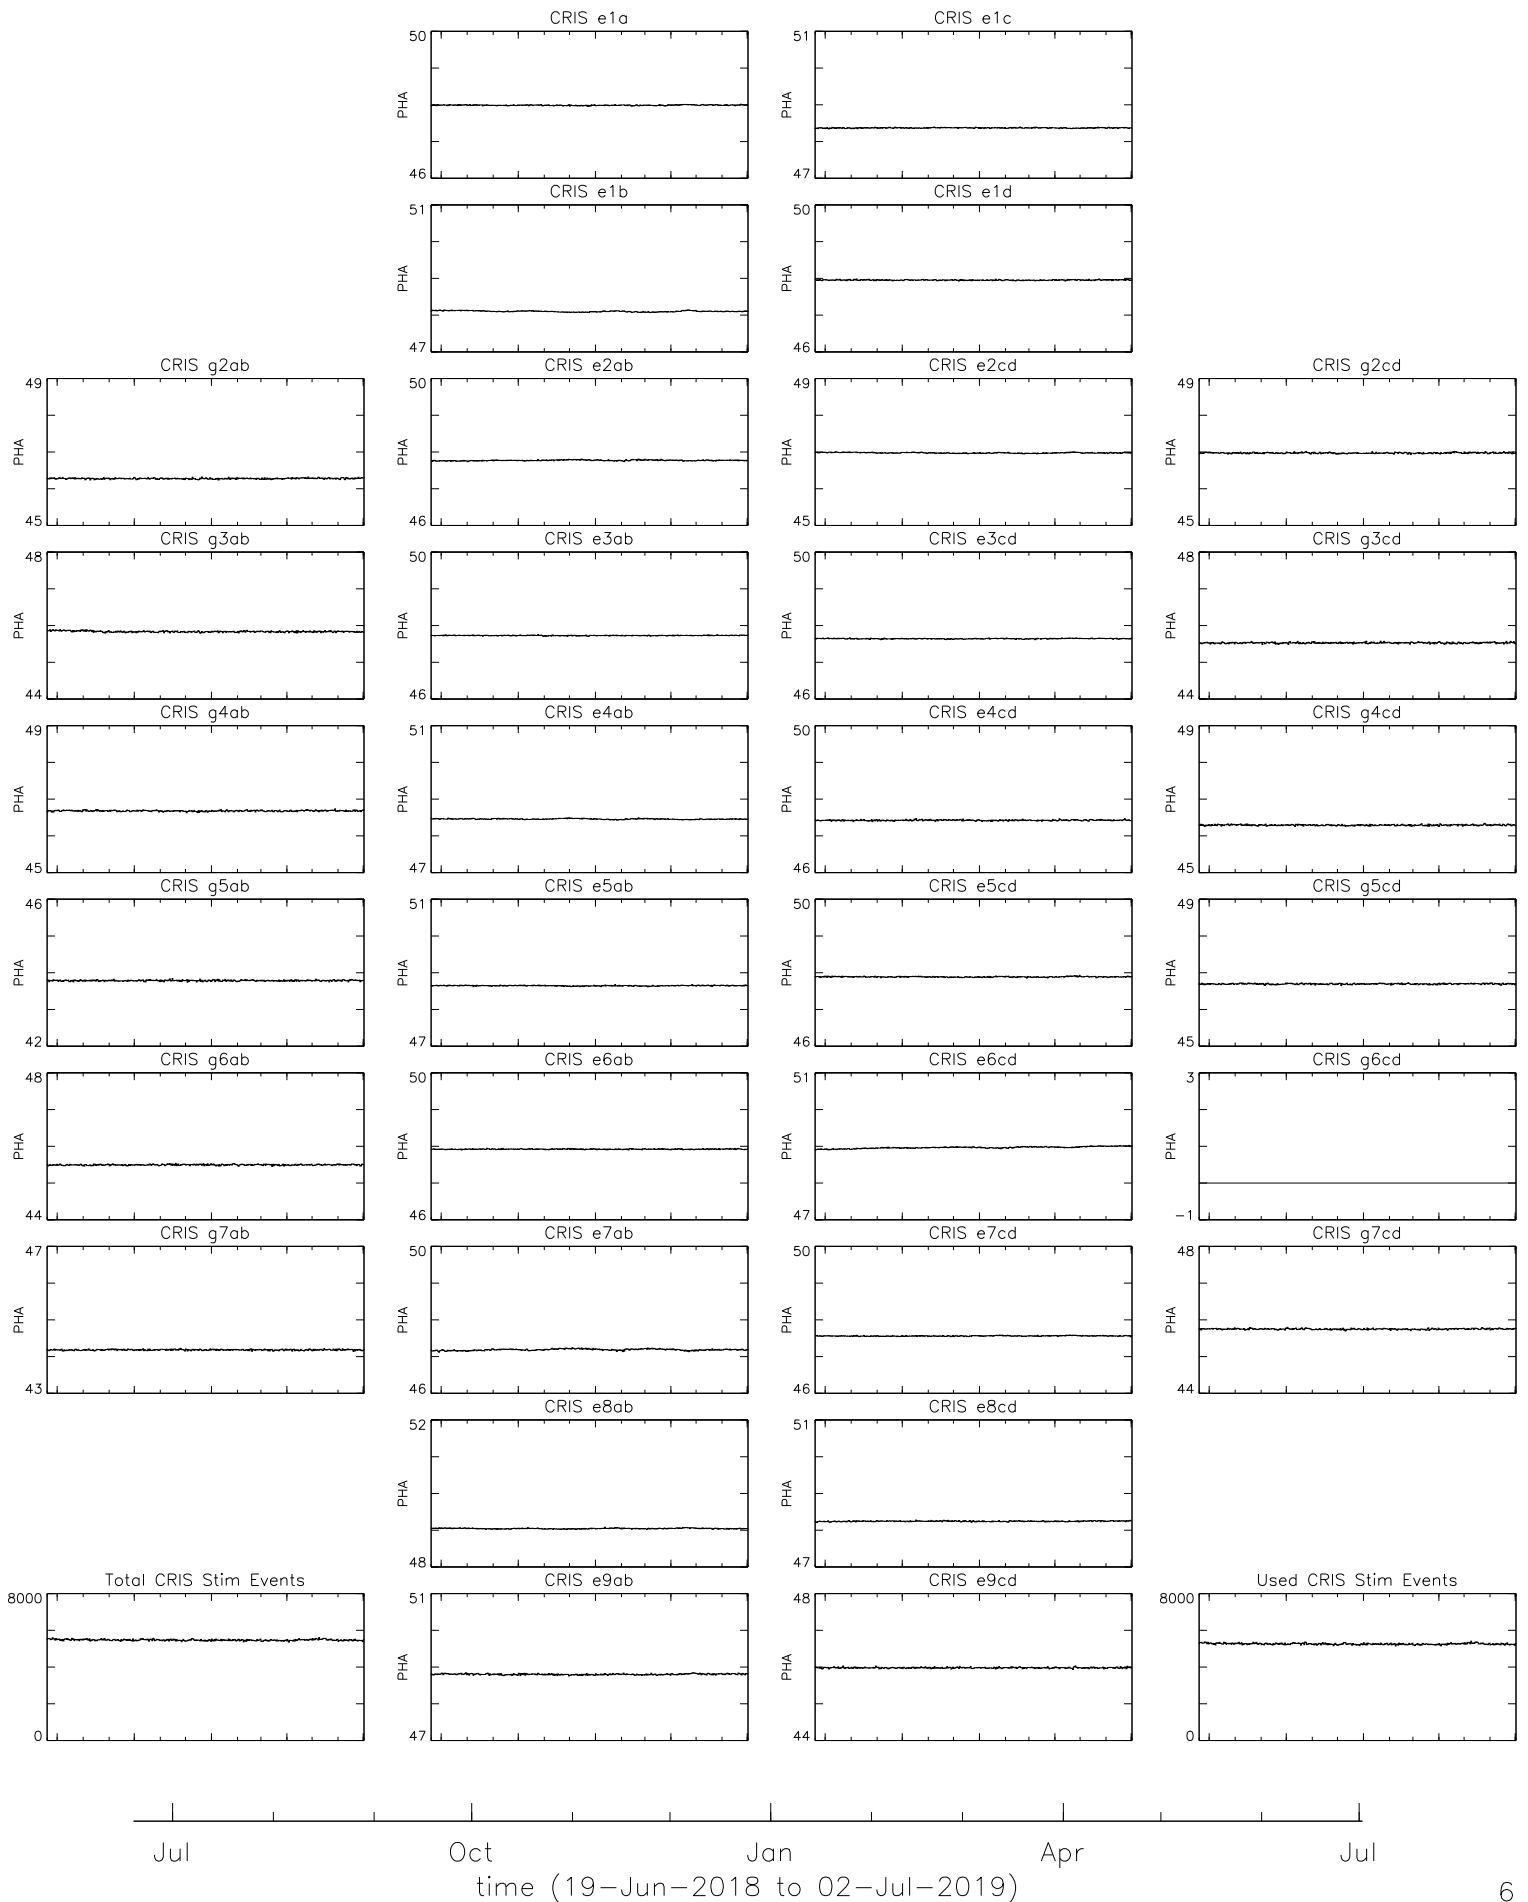 CRIS e1a
CRIS e1c
50
PHA
46
51
PHA
47
CRIS e1b
CRIS e1d
51
PHA
47
50
PHA
46
CRIS g2ab
CRIS e2ab
CRIS e2cd
CRIS g2cd
49
PHA
45
50
PHA
46
49
PHA
45
49
PHA
45
CRIS g3ab
CRIS e3ab
CRIS e3cd
CRIS g3cd
48
PHA
44
50
PHA
46
50
PHA
46
48
PHA
44
CRIS g4ab
CRIS e4ab
CRIS e4cd
CRIS g4cd
49
PHA
45
51
PHA
47
50
PHA
46
49
PHA
45
CRIS g5ab
CRIS e5ab
CRIS e5cd
CRIS g5cd
46
PHA
42
51
PHA
47
50
PHA
46
49
PHA
45
CRIS g6ab
CRIS e6ab
CRIS e6cd
CRIS g6cd
48
PHA
44
50
PHA
46
51
PHA
47
3
PHA
-1
CRIS g7ab
CRIS e7ab
CRIS e7cd
CRIS g7cd
47
PHA
43
50
PHA
46
50
PHA
46
48
PHA
44
CRIS e8ab
CRIS e8cd
52
PHA
48
51
PHA
47
Total CRIS Stim Events
CRIS e9ab
CRIS e9cd
Used CRIS Stim Events
8000
0
51
PHA
47
48
PHA
44
8000
0
Jul
Oct
Jan
Apr
Jul
time (19-Jun-2018 to 02-Jul-2019)
6